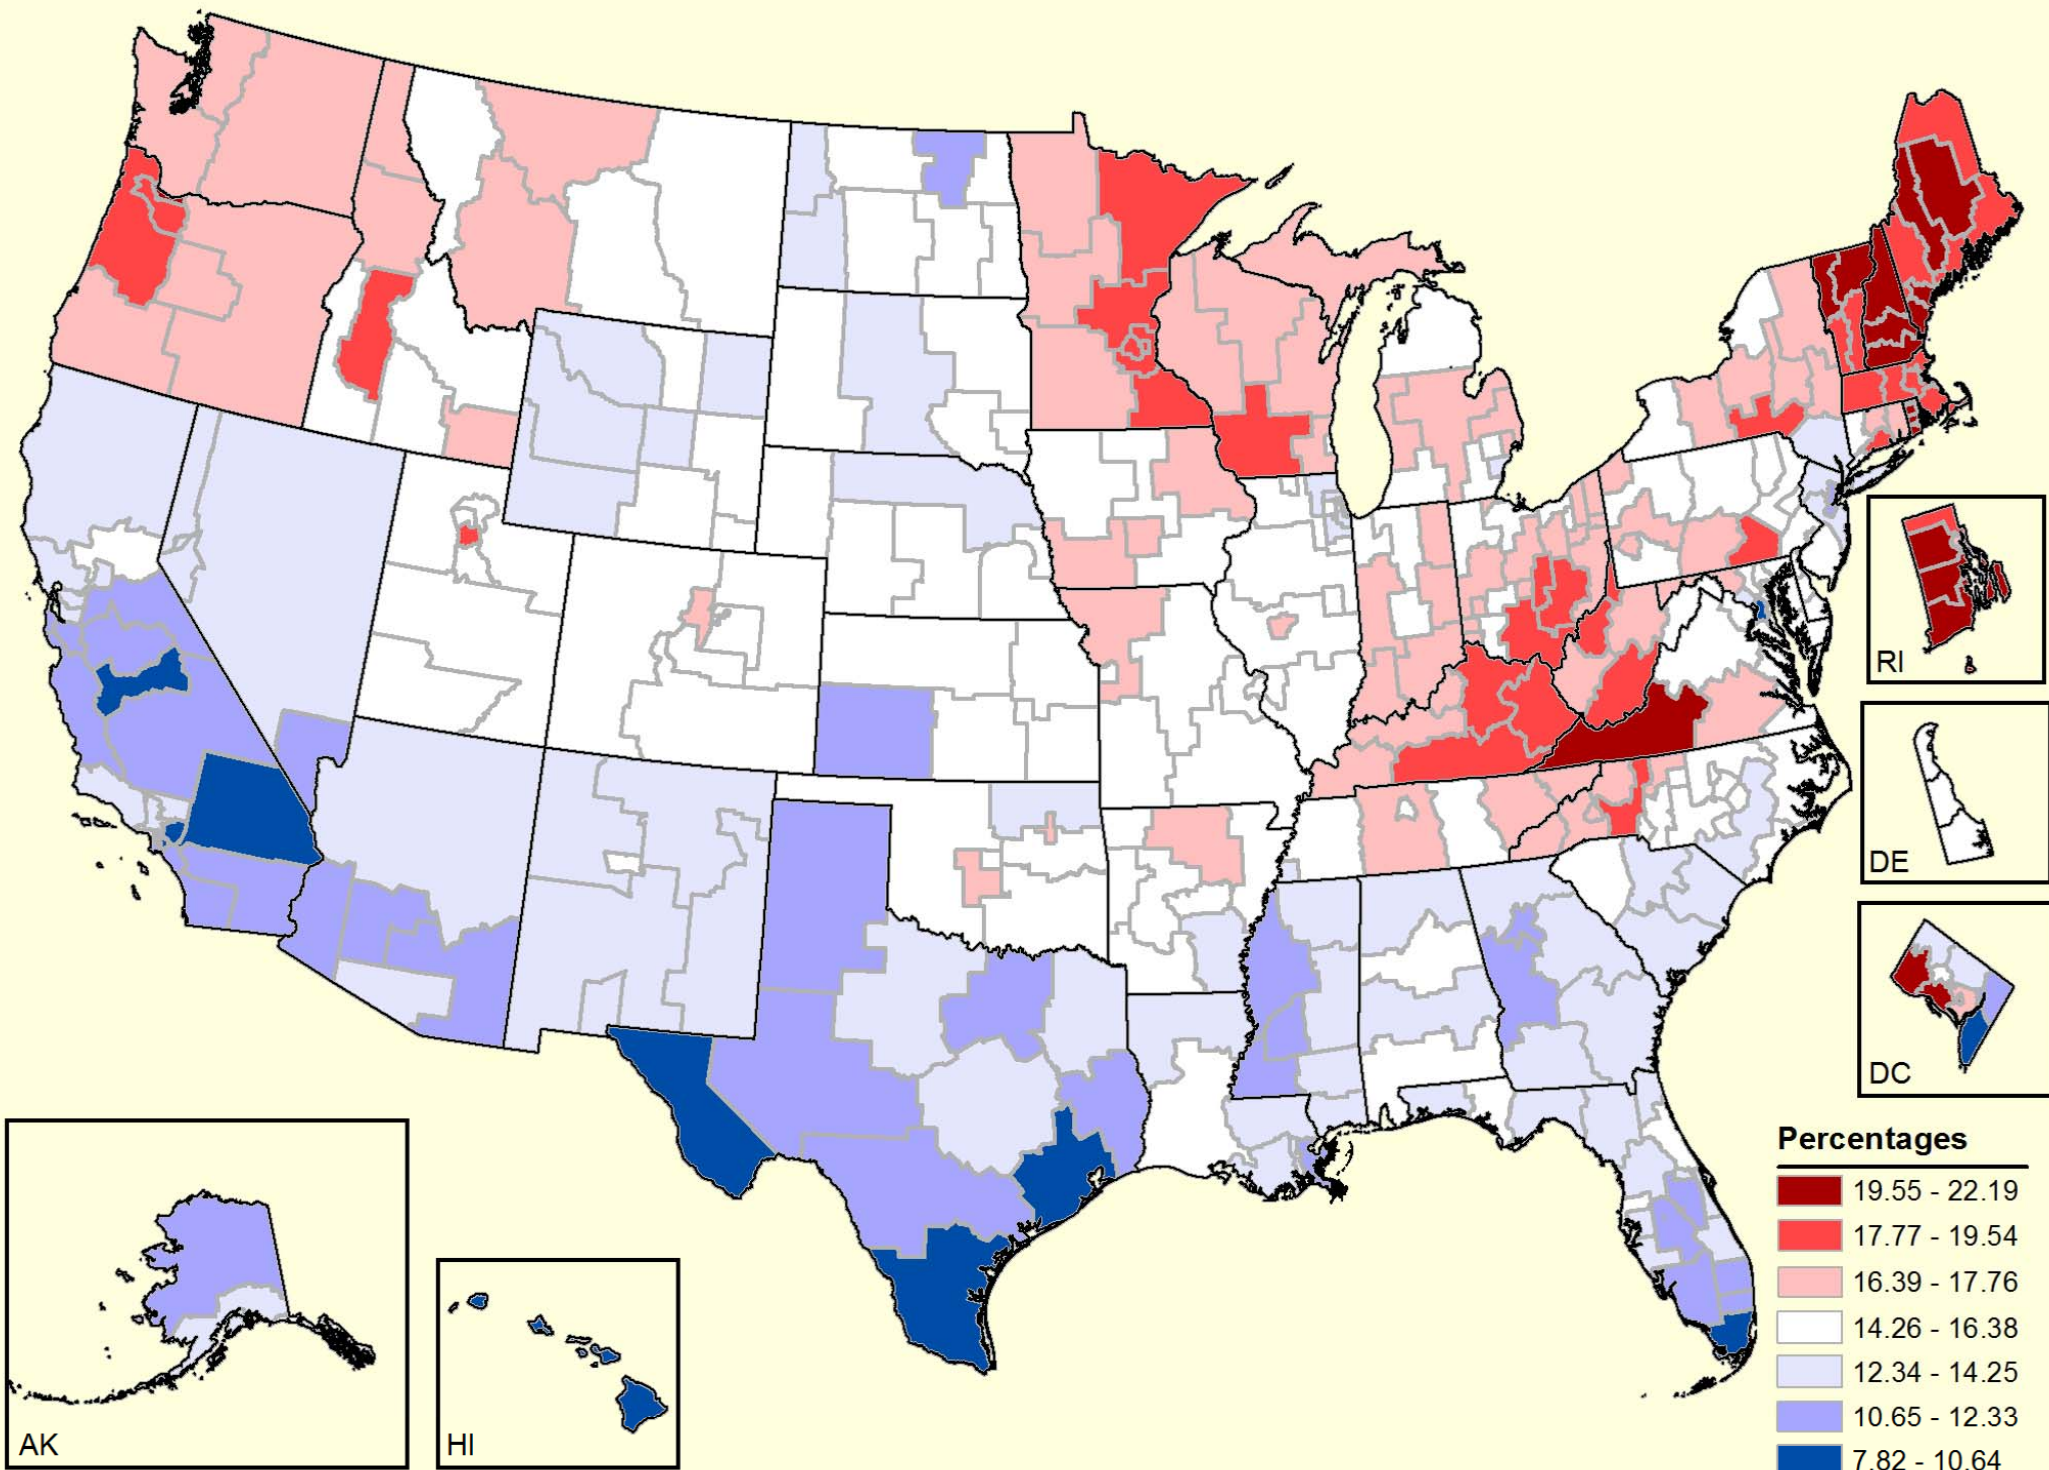 RI
DE
DC
AK
HI
Percentages
19.55 - 22.19
17.77 - 19.54
16.39 - 17.76
14.26 - 16.38
12.34 - 14.25
10.65 - 12.33
7.82 - 10.64